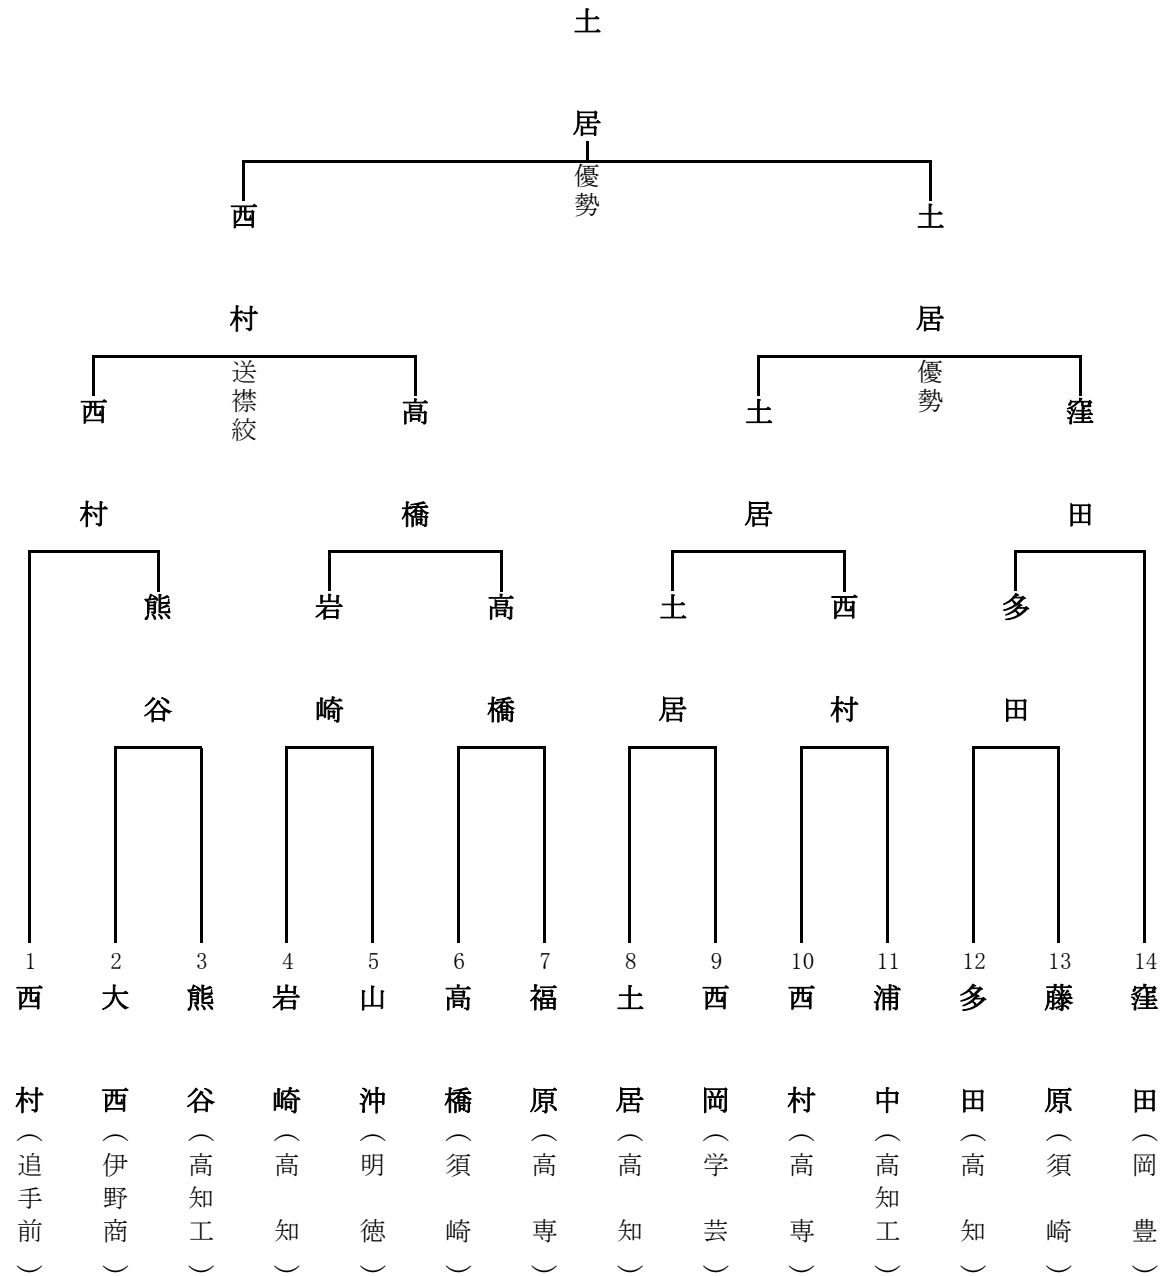 土居
優勢
西村
土居
送襟絞
優勢
西村
高橋
土居
窪田
熊谷
岩崎
高橋
土居
西村
多田
1 西村（追手前）
2 大西（伊野商）
3 熊谷（高知工）
4 岩崎（高知）
5 山沖（明徳）
6 高橋（須崎）
7 福原（高専）
8 土居（高知）
9 西岡（学芸）
10 西村（高専）
11 浦中（高知工）
12 多田（高知）
13 藤原（須崎）
14 窪田（岡豊）